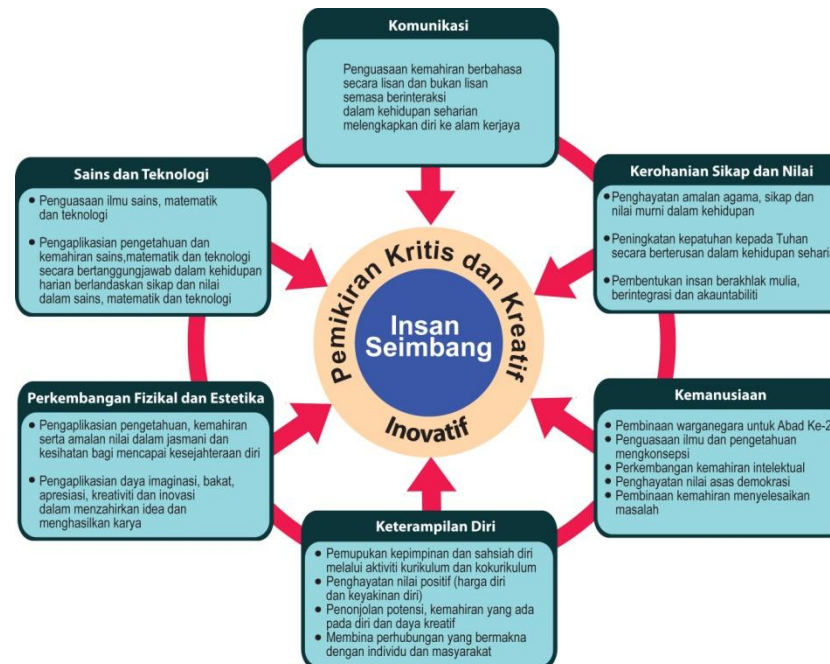 Komunikasi
Penguasaan kemahiran berbahasa
secara lisan dan bukan lisan
semasa berinteraksi
dalam kehidupan seharian
melengkapkan diri ke alam kerjaya
Sains dan Teknologi
• Penguasaan ilmu sains, matematik
dan teknologi
• Pengaplikasian pengetahuan dan
kemahiran sains,matematik dan teknologi
secara bertanggungjawab dalam kehidupan
harian berlandaskan sikap dan nilai
dalam sains, matematik dan teknologi
Kerohanian Sikap dan Nilai
• Penghayatan amalan agama, sikap dan
nilai murni dalam kehidupan
• Peningkatan kepatuhan kepada Tuhan
secara berterusan dalam kehidupan
• Pembentukan insan berakhlak mulia,
berintegrasi dan akauntabiliti
Pemikiran Kritis dan Kreatif
Insan
Seimbang
Inovatif
Perkembangan Fizikal dan Estetika
• Pengaplikasian pengetahuan, kemahiran
serta amalan nilai dalam jasmani dan
kesihatan bagi mencapai kesejahteraan diri
• Pengaplikasian daya imaginasi, bakat,
apresiasi, kreativiti dan inovasi
dalam menzahirkan idea dan
menghasilkan karya
Kemanusiaan
• Pembinaan warganegara untuk Abad
• Penguasaan ilmu dan pengetahuan
mengkonsepsi
• Perkembangan kemahiran intelektual
• Penghayatan nilai asas demokrasi
• Pembinaan kemahiran menyelesaikan
masalah
Keterampilan Diri
• Pemupukan kepimpinan dan sahsiah diri
melalui aktiviti kurikulum dan kokurikulum
• Penghayatan nilai positif (harga diri
dan keyakinan diri)
• Penonjolan potensi, kemahiran yang ada
pada diri dan daya kreatif
• Membina perhubungan yang bermakna
dengan individu dan masyarakat